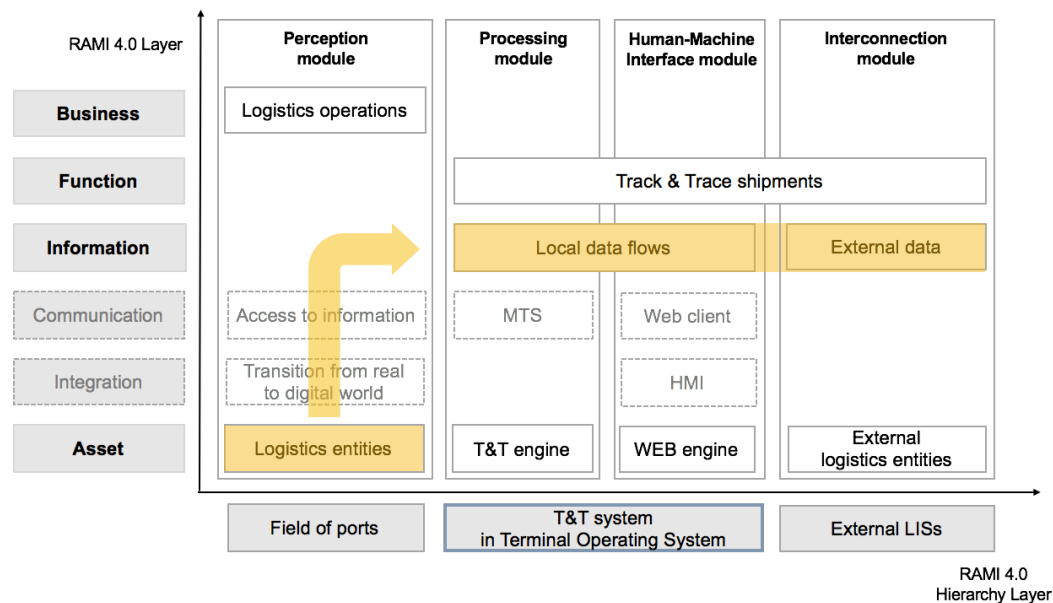 RAMI 4.0 Layer
Perception
module
Processing
module
Human-Machine
Interface module
Interconnection
module
Business
Logistics operations
Function
Track & Trace shipments
Information
Local data flows
External data
Communication
Access to information
MTS
Web client
Integration
Transition from real
to digital world
HMI
Asset
Logistics entities
T&T engine
WEB engine
External
logistics entities
Field of ports
T&T system
in Terminal Operating System
External LISs
RAMI 4.0
Hierarchy Layer